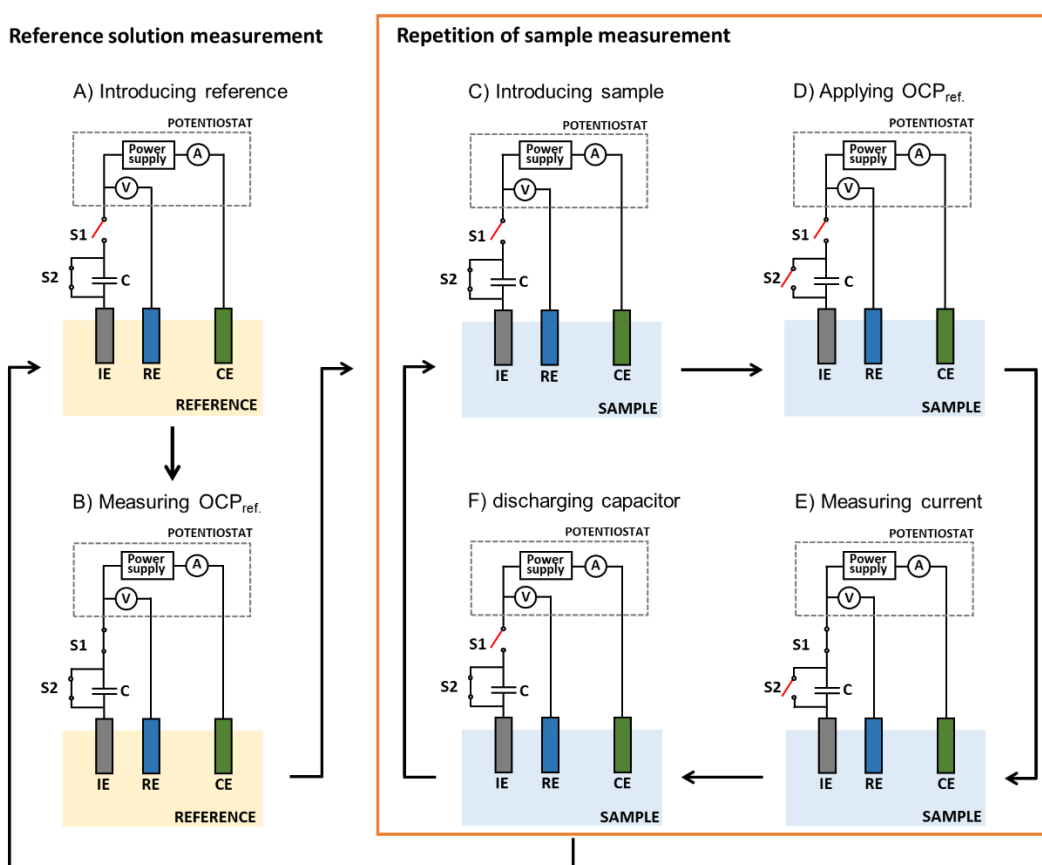 Reference solution measurement
A) Introducing reference
POTENTIOSTAT
Power
supply
A
V
S1
S2
C
IE
RE
CE
REFERENCE
B) Measuring OCPref.
POTENTIOSTAT
Power
supply
A
V
S1
S2
C
IE
RE
CE
REFERENCE
Repetition of sample measurement
C) Introducing sample
POTENTIOSTAT
Power
supply
A
V
S1
S2
C
IE
RE
CE
SAMPLE
D) Applying OCPref.
POTENTIOSTAT
Power
supply
A
V
S1
S2
C
IE
RE
CE
SAMPLE
F) discharging capacitor
POTENTIOSTAT
Power
supply
A
V
S1
S2
C
IE
RE
CE
SAMPLE
E) Measuring current
POTENTIOSTAT
Power
supply
A
V
S1
S2
C
IE
RE
CE
SAMPLE